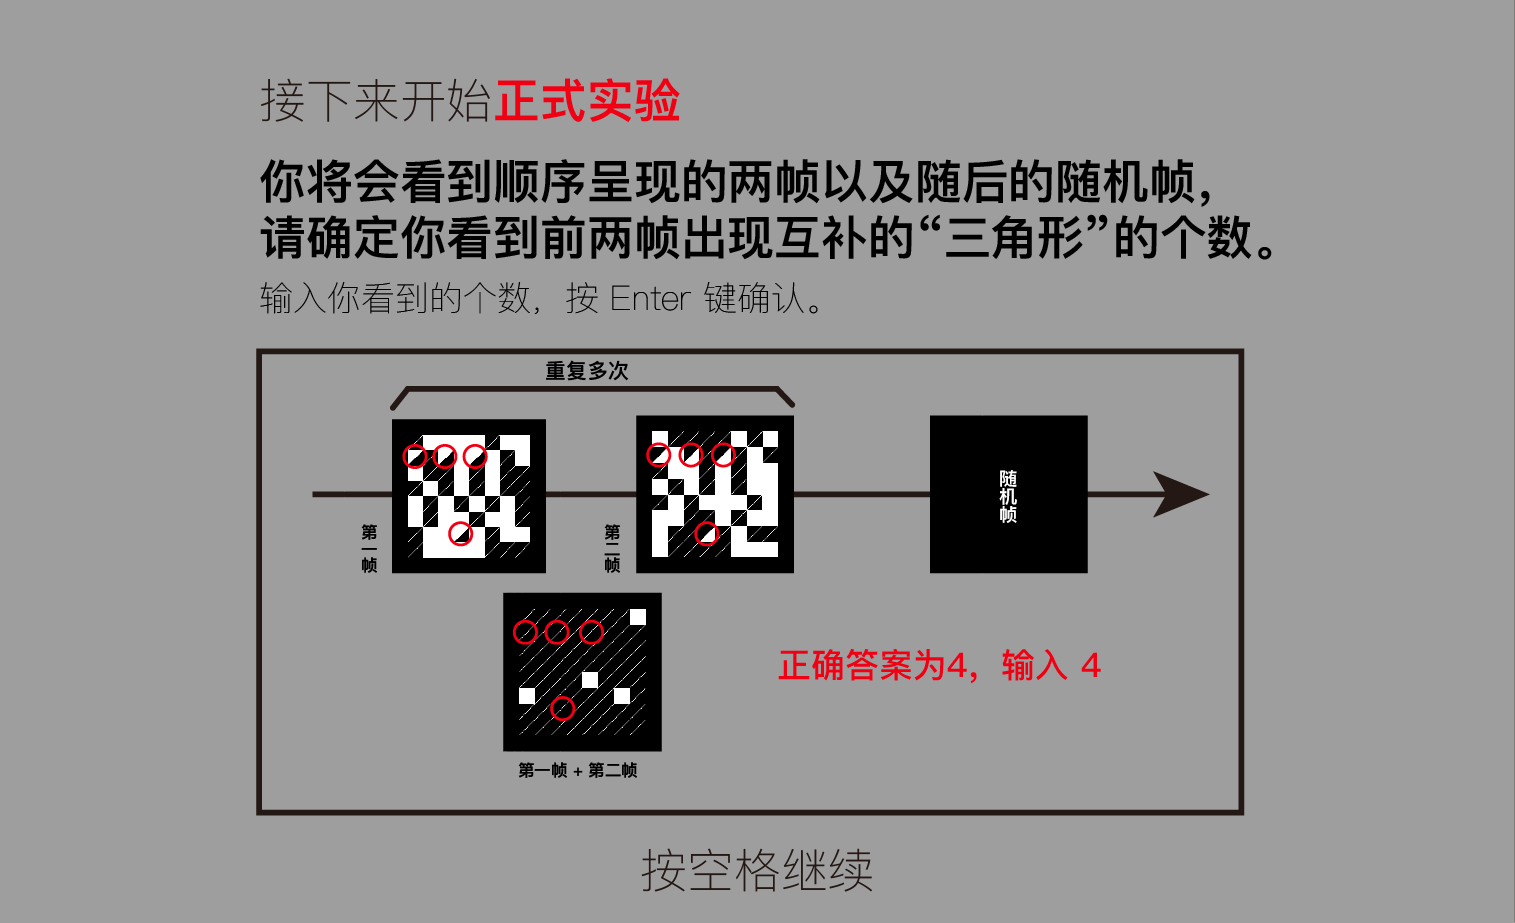 接下来开始正式实验
你将会看到顺序呈现的两帧以及随后的随机帧，
请确定你看到前两帧出现互补的“三角形”的个数。
输入你看到的个数，按 Enter 键确认。
重复多次
第一帧
第二帧
随机帧
正确答案为4，输入 4
第一帧 + 第二帧
按空格继续